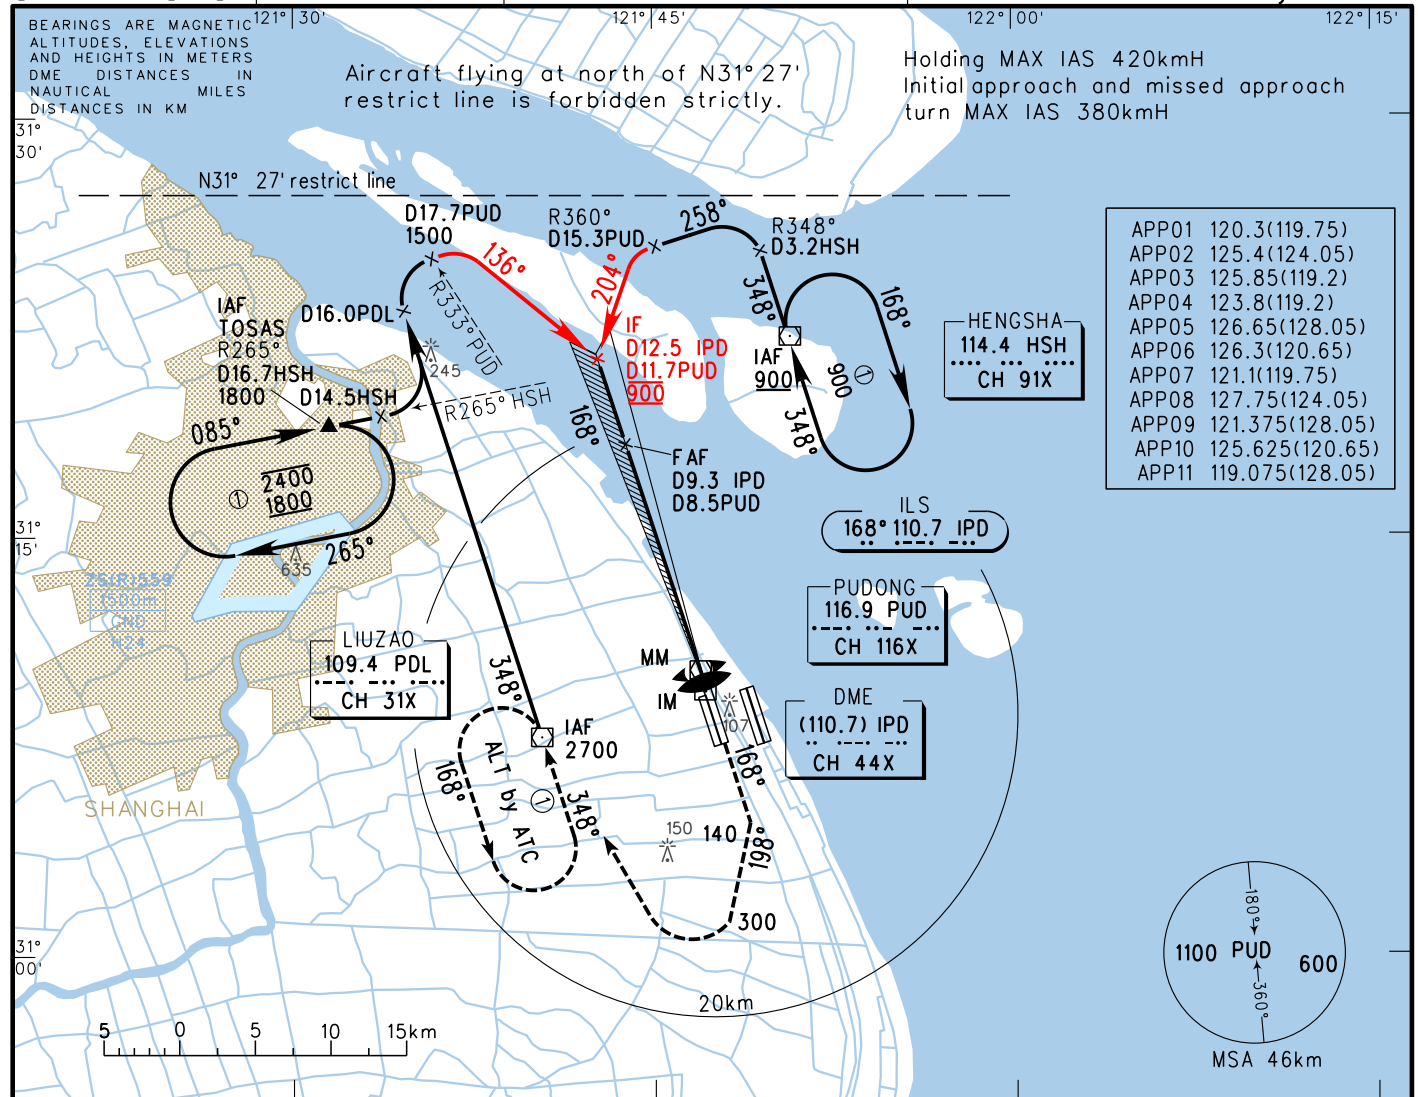 121° 30'
121° 45'
122° 00'
122° 15'
BEARINGS ARE MAGNETIC
ALTITUDES, ELEVATIONS
AND HEIGHTS IN METERS
DME DISTANCES IN
NAUTICAL MILES
DISTANCES IN KM
Aircraft flying at north of N31° 27'
restrict line is forbidden strictly.
Holding MAX IAS 420kmH
Initial approach and missed approach
turn MAX IAS 380kmH
31°
30'
N31° 27' restrict line
D17.7PUD
1500
136°
R360°
D15.3PUD
258°
204°
R348°
D3.2HSH
348°
168°
APP01 120.3(119.75)
APP02 125.4(124.05)
APP03 125.85(119.2)
APP04 123.8(119.2)
APP05 126.65(128.05)
APP06 126.3(120.65)
APP07 121.1(119.75)
APP08 127.75(124.05)
APP09 121.375(128.05)
APP10 125.625(120.65)
APP11 119.075(128.05)
IAF
TOSAS
R265°
D16.7HSH
1800
D16.0PDL
D14.5HSH
R333° PUD
245
R265° HSH
IF
D12.5 IPD
D11.7PUD
900
IAF
900
900
①
348°
HENGSHA
114.4 HSH
CH 91X
085°
①
2400
1800
265°
635
168°
FAF
D9.3 IPD
D8.5PUD
ILS
168° 110.7 IPD
31°
15'
ZS(R)559
1500m
GND
H24
PUDONG
116.9 PUD
CH 116X
LIUZAO
109.4 PDL
CH 31X
348°
MM
IM
107
DME
(110.7) IPD
CH 44X
IAF
2700
168°
ALT by ATC
①
348°
168°
SHANGHAI
150
140
198°
300
31°
00'
20km
5 0 5 10 15km
180°
1100 PUD 600
360°
MSA 46km